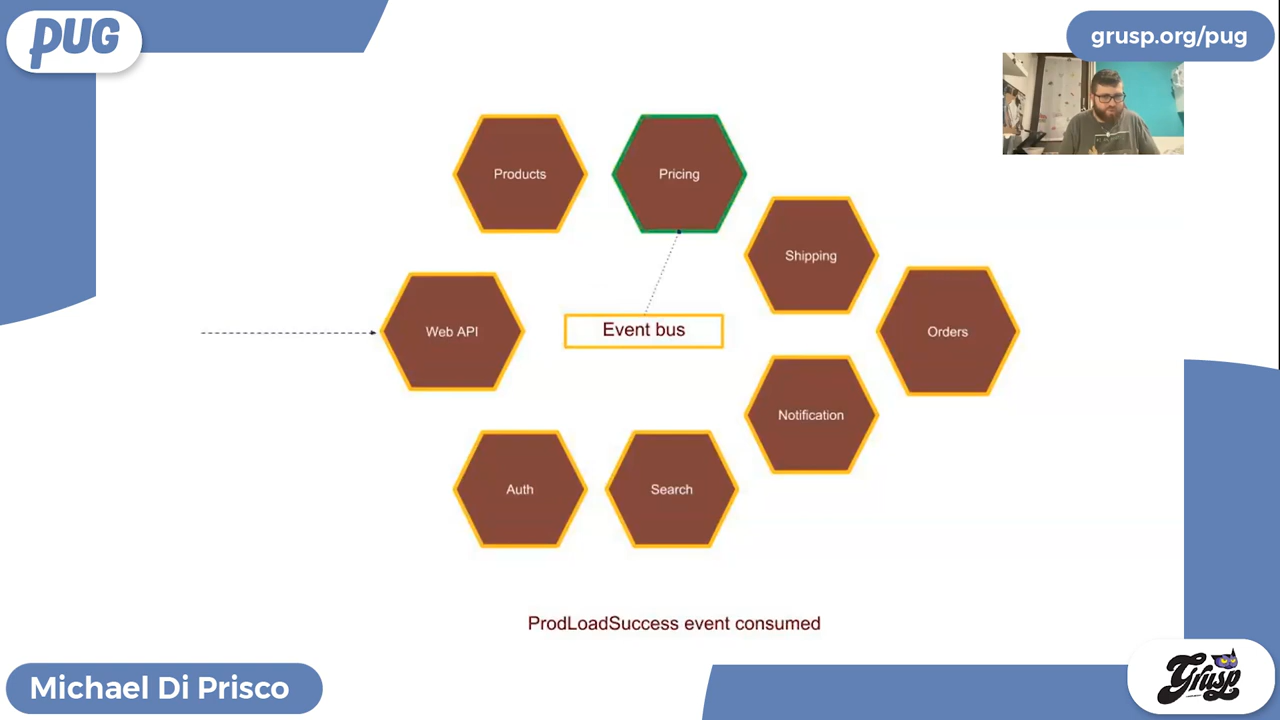 PUG
grusp.org/pug
Products
Pricing
Shipping
Event bus
Web API
Orders
Notification
Auth
Search
ProdLoadSuccess event consumed
Michael Di Prisco
Grusp